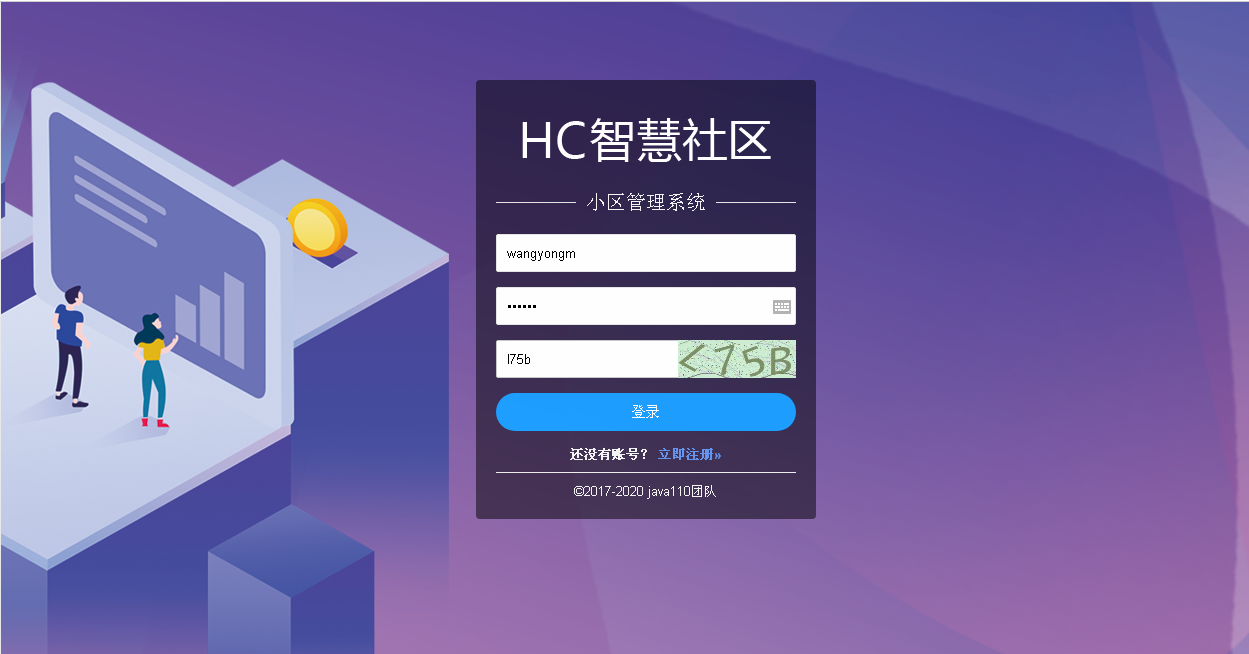 HC智慧社区
小区管理系统
wangyongm
••••••
l75b
登录
还没有账号？ 立即注册»
©2017-2020 java110团队